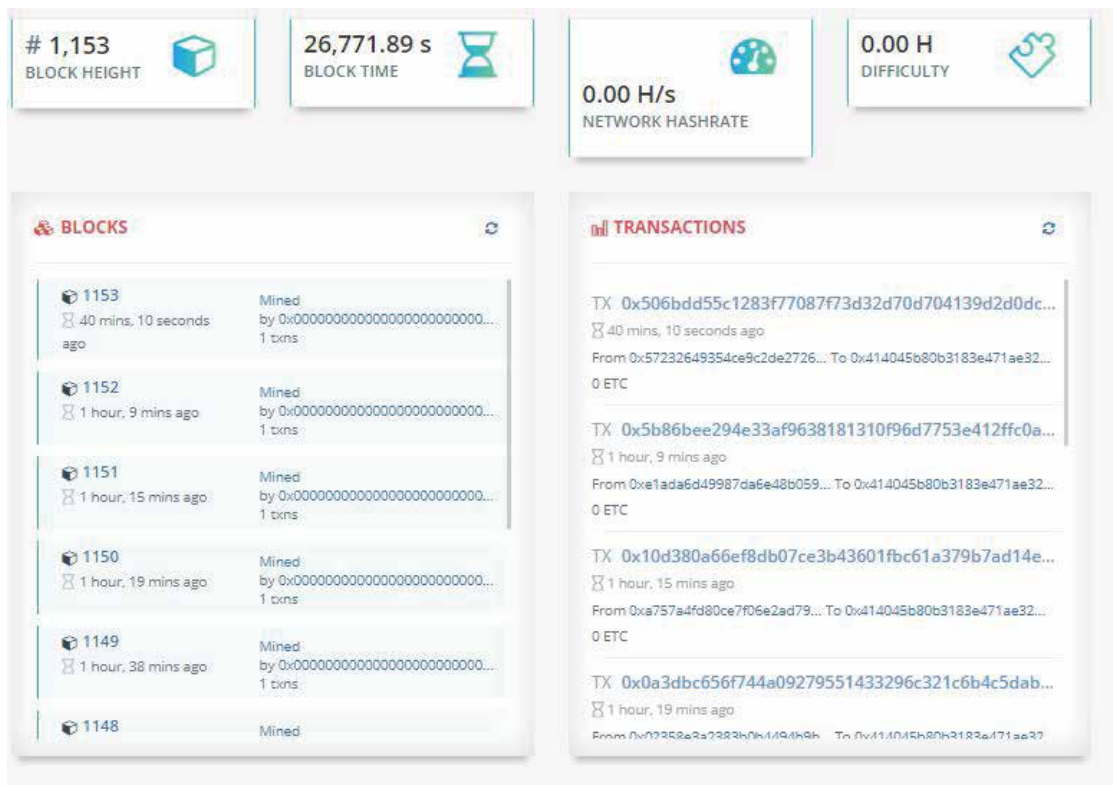 # 1,153
BLOCK HEIGHT
26,771.89 s
BLOCK TIME
0.00 H/s
NETWORK HASHRATE
0.00 H
DIFFICULTY
BLOCKS
1153
40 mins, 10 seconds
ago
Mined
by 0x000000000000000000000000...
1 txns
1152
1 hour, 9 mins ago
Mined
by 0x000000000000000000000000...
1 txns
1151
1 hour, 15 mins ago
Mined
by 0x000000000000000000000000...
1 txns
1150
1 hour, 19 mins ago
Mined
by 0x000000000000000000000000...
1 txns
1149
1 hour, 38 mins ago
Mined
by 0x000000000000000000000000...
1 txns
1148
Mined
TRANSACTIONS
TX 0x506bdd55c1283f77087f73d32d70d704139d2d0dc...
40 mins, 10 seconds ago
From 0x57232649354ce9c2de2726... To 0x414045b80b3183e471ae32...
0 ETC
TX 0x5b86bee294e33af9638181310f96d7753e412ffc0a...
1 hour, 9 mins ago
From 0xe1ada6d49987da6e48b059... To 0x414045b80b3183e471ae32...
0 ETC
TX 0x10d380a66ef8db07ce3b43601fbc61a379b7ad14e...
1 hour, 15 mins ago
From 0xa757a4fd80ce7f06e2ad79... To 0x414045b80b3183e471ae32...
0 ETC
TX 0x0a3dbc656f744a09279551433296c321c6b4c5dab...
1 hour, 19 mins ago
From 0x02358e3a2383b0b4494b9b... To 0x414045b80b3183e471ae32